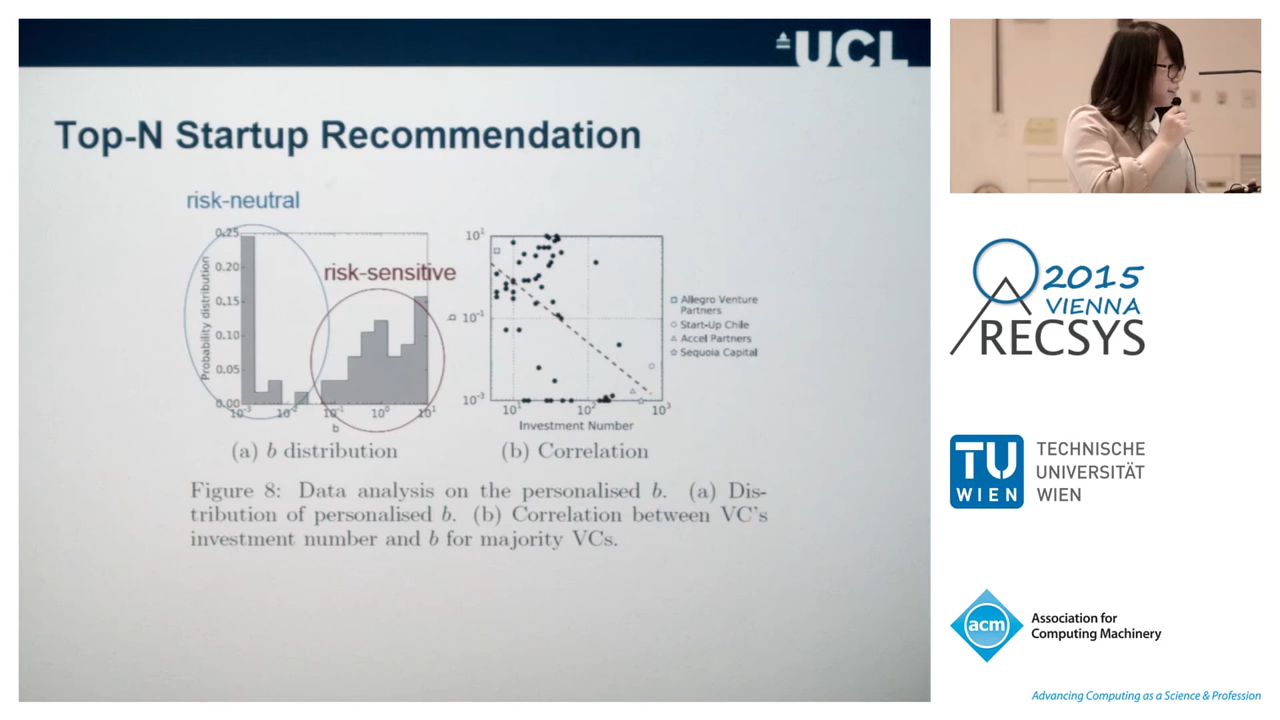 UCL
Top-N Startup Recommendation
risk-neutral
risk-sensitive
0.25
0.20
0.15
0.10
0.05
0.00
Probability distribution
10⁻³ 10⁻² 10⁻¹ 10⁰ 10¹
b
(a) b distribution
10¹
10⁻¹
10⁻³
b
10¹ 10² 10³
Investment Number
(b) Correlation
Allegro Venture
Partners
Start-Up Chile
Accel Partners
Sequoia Capital
Figure 8: Data analysis on the personalised b. (a) Dis-
tribution of personalised b. (b) Correlation between VC's
investment number and b for majority VCs.
2015
VIENNA
RECSYS
TU
WIEN
TECHNISCHE
UNIVERSITÄT
WIEN
acm
Association for
Computing Machinery
Advancing Computing as a Science & Profession